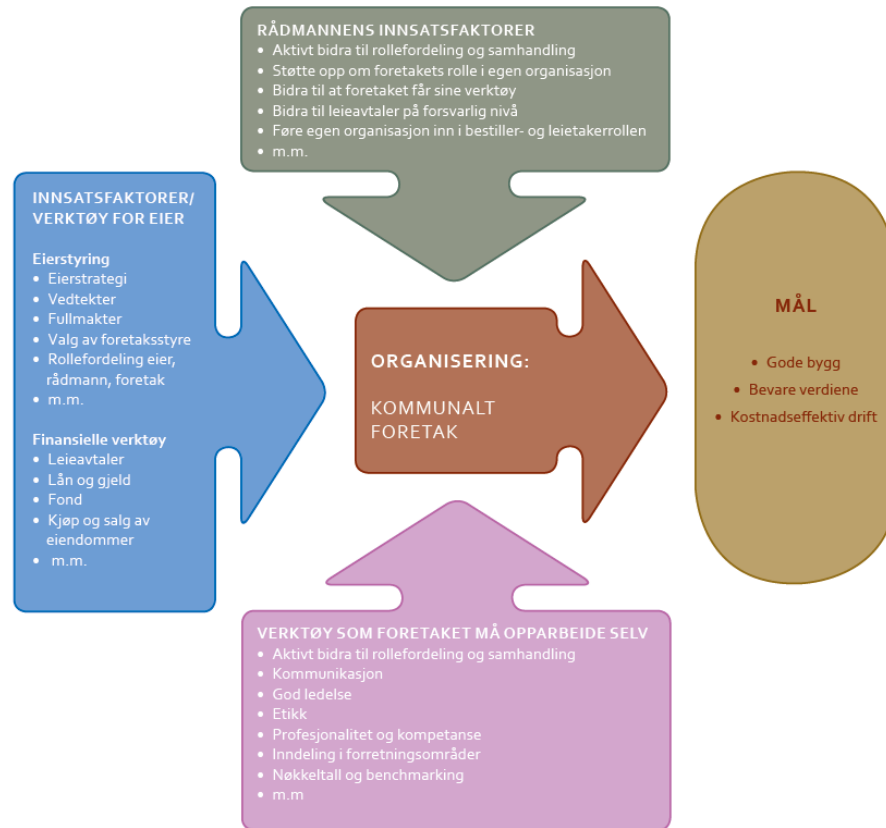 RÅDMANNENS INNSATSFAKTORER
• Aktivt bidra til rollefordeling og samhandling
• Støtte opp om foretakets rolle i egen organisasjon
• Bidra til at foretaket får sine verktøy
• Bidra til leieavtaler på forsvarlig nivå
• Føre egen organisasjon inn i bestiller- og leietakerrollen
• m.m.
INNSATSFAKTORER/
VERKTØY FOR EIER
Eierstyring
• Eierstrategi
• Vedtekter
• Fullmakter
• Valg av foretaksstyre
• Rollefordeling eier,
rådmann, foretak
• m.m.
Finansielle verktøy
• Leieavtaler
• Lån og gjeld
• Fond
• Kjøp og salg av
eiendommer
• m.m.
ORGANISERING:
KOMMUNALT
FORETAK
MÅL
• Gode bygg
• Bevare verdiene
• Kostnadseffektiv drift
VERKTØY SOM FORETAKET MÅ OPPARBEIDE SELV
• Aktivt bidra til rollefordeling og samhandling
• Kommunikasjon
• God ledelse
• Etikk
• Profesjonalitet og kompetanse
• Inndeling i forretningsområder
• Nøkkeltall og benchmarking
• m.m